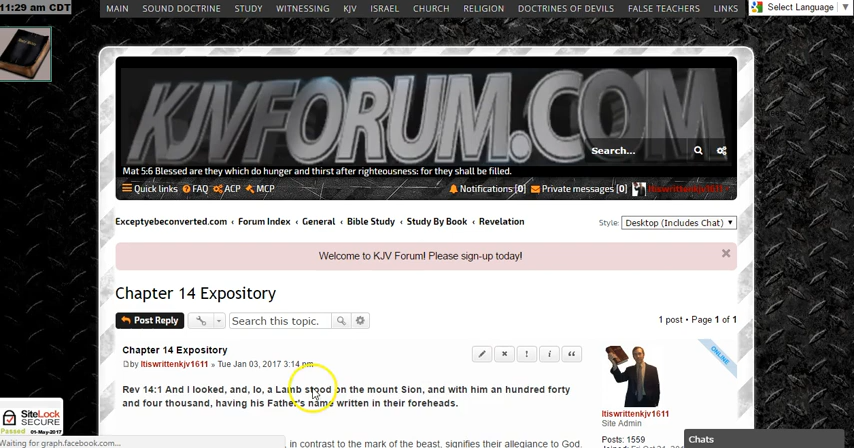 11:29 am CDT
MAIN SOUND DOCTRINE STUDY WITNESSING KJV ISRAEL CHURCH RELIGION DOCTRINES OF DEVILS FALSE TEACHERS LINKS
Select Language
KJVFORUM.COM
Search...
Mat 5:6 Blessed are they which do hunger and thirst after righteousness: for they shall be filled.
Quick links FAQ ACP MCP Notifications [0] Private messages [0] Itiswrittenkjv1611
Exceptyebeconverted.com ‹ Forum Index ‹ General ‹ Bible Study ‹ Study By Book ‹ Revelation
Style: Desktop (Includes Chat)
Welcome to KJV Forum! Please sign-up today!
Chapter 14 Expository
Post Reply Search this topic. 1 post • Page 1 of 1
Chapter 14 Expository
by Itiswrittenkjv1611 » Tue Jan 03, 2017 3:14 pm
ONLINE
Rev 14:1 And I looked, and, lo, a Lamb stood on the mount Sion, and with him an hundred forty
and four thousand, having his Father's name written in their foreheads.
Itiswrittenkjv1611
Site Admin
Posts: 1559
SiteLock
SECURE
Passed 01-May-2017
Waiting for graph.facebook.com...
in contrast to the mark of the beast, signifies their allegiance to God.
Chats